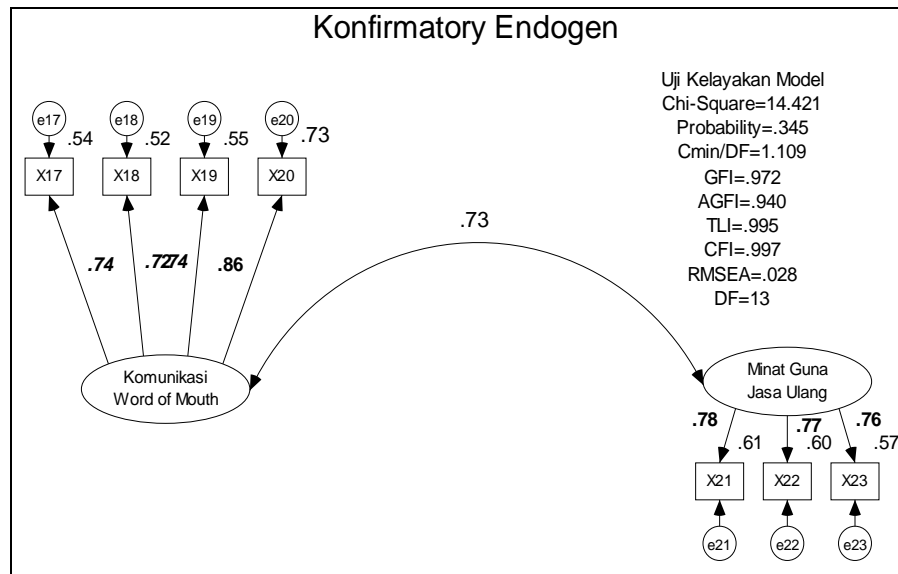 Konfirmatory Endogen
Uji Kelayakan Model
Chi-Square=14.421
Probability=.345
Cmin/DF=1.109
GFI=.972
AGFI=.940
TLI=.995
CFI=.997
RMSEA=.028
DF=13
e17
e18
e19
e20
.54
.52
.55
.73
X17
X18
X19
X20
.74
.72
.74
.86
.73
Komunikasi
Word of Mouth
Minat Guna
Jasa Ulang
.78
.77
.76
.61
.60
.57
X21
X22
X23
e21
e22
e23